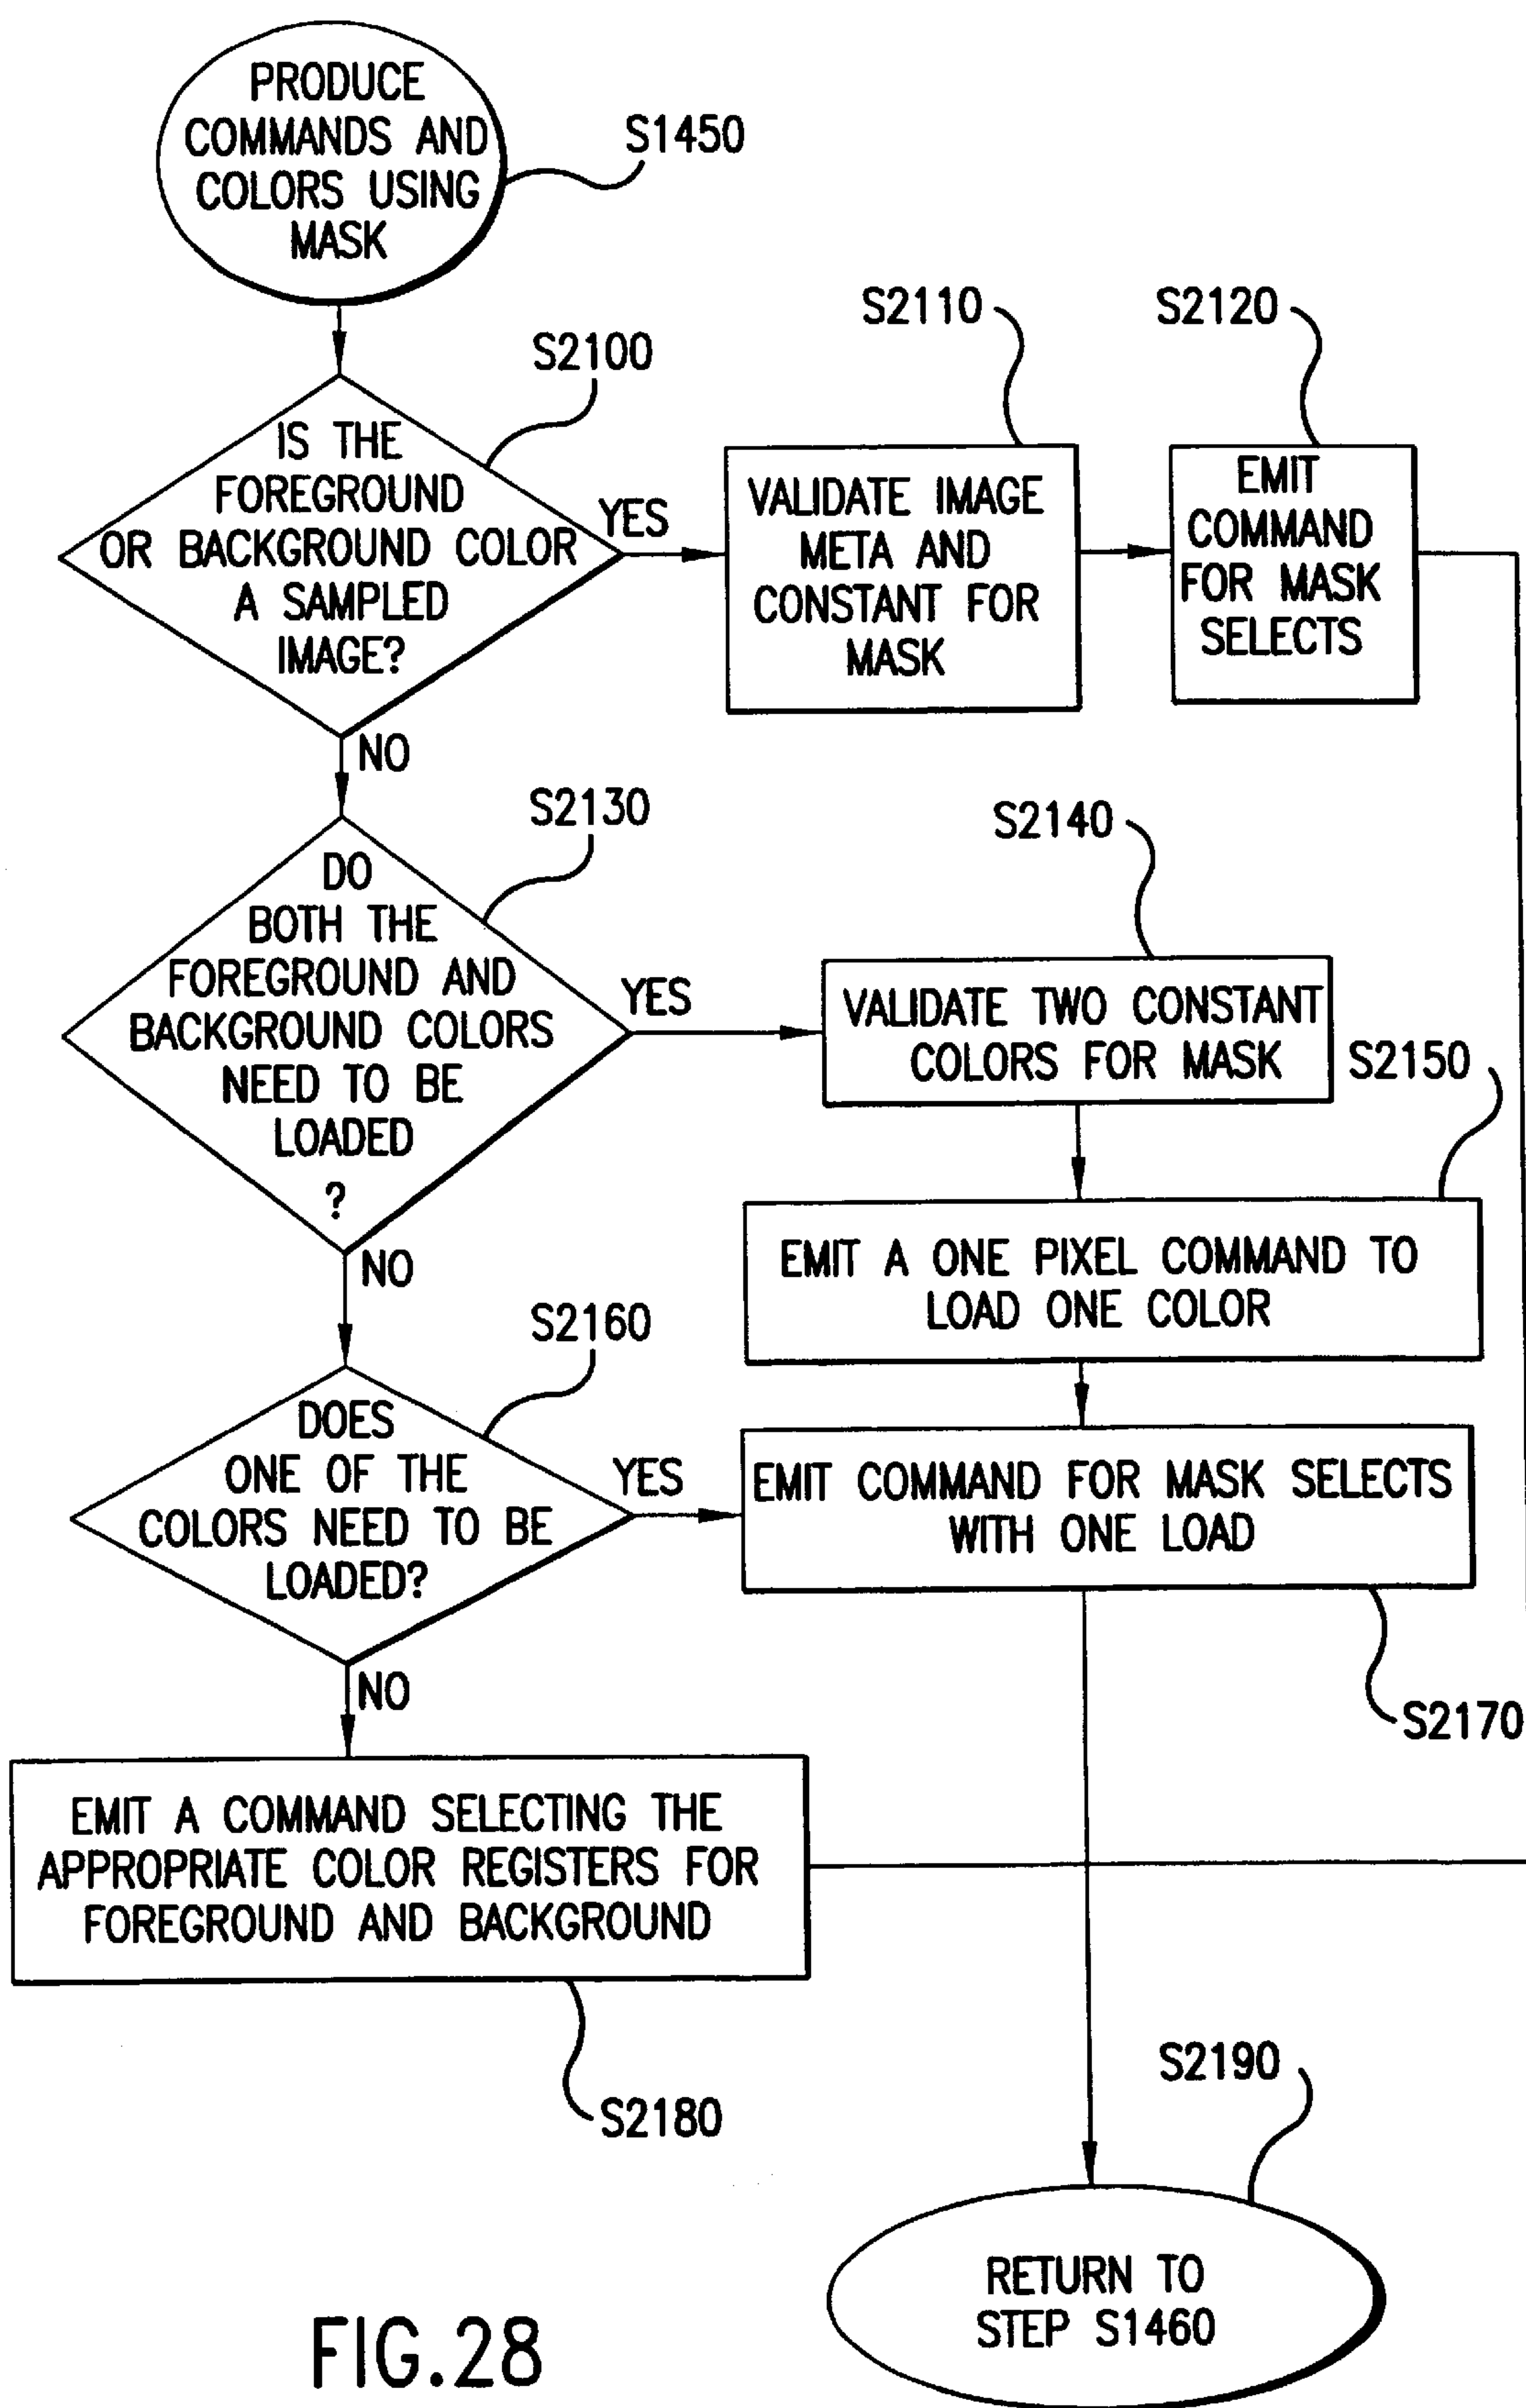 PRODUCE
COMMANDS AND
COLORS USING
MASK
S1450
S2100
IS THE
FOREGROUND
OR BACKGROUND COLOR
A SAMPLED
IMAGE?
YES
NO
S2110
VALIDATE IMAGE
META AND
CONSTANT FOR
MASK
S2120
EMIT
COMMAND
FOR MASK
SELECTS
S2130
DO
BOTH THE
FOREGROUND AND
BACKGROUND COLORS
NEED TO BE
LOADED
?
YES
NO
S2140
VALIDATE TWO CONSTANT
COLORS FOR MASK
S2150
EMIT A ONE PIXEL COMMAND TO
LOAD ONE COLOR
S2160
DOES
ONE OF THE
COLORS NEED TO BE
LOADED?
YES
NO
EMIT COMMAND FOR MASK SELECTS
WITH ONE LOAD
S2170
EMIT A COMMAND SELECTING THE
APPROPRIATE COLOR REGISTERS FOR
FOREGROUND AND BACKGROUND
S2180
S2190
RETURN TO
STEP S1460
FIG.28